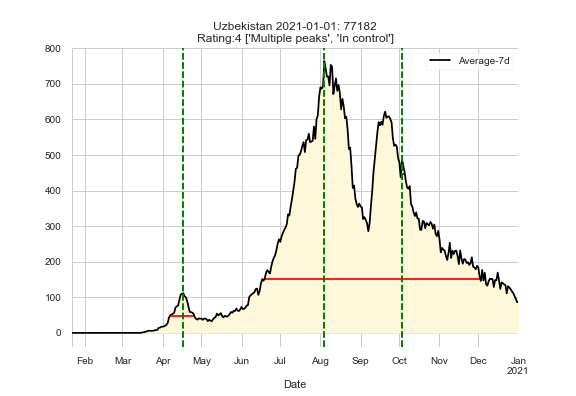 Uzbekistan 2021-01-01: 77182
Rating:4 ['Multiple peaks', 'In control']
Average-7d
800
700
600
500
400
300
200
100
0
Feb Mar Apr May Jun Jul Aug Sep Oct Nov Dec Jan
2021
Date